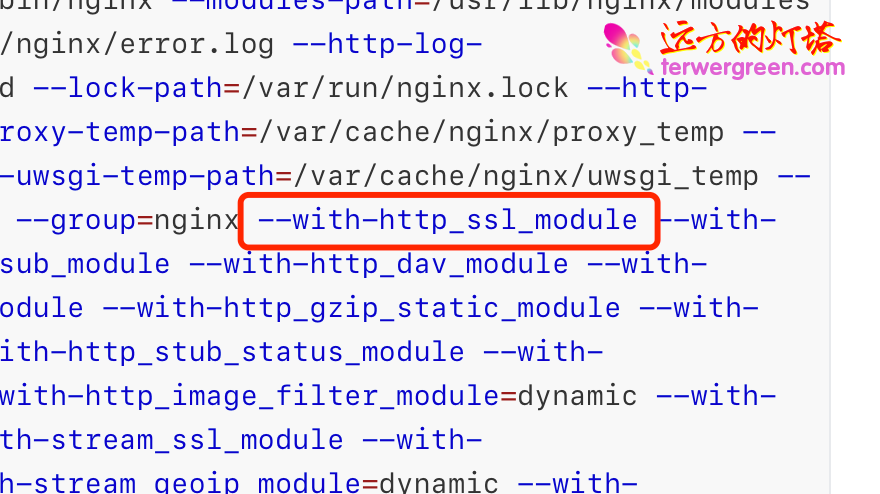 bin/nginx --modules-path=/usr/lib/nginx/modules
远方的灯塔
/nginx/error.log --http-log-
terwergreen.com
d --lock-path=/var/run/nginx.lock --http-
roxy-temp-path=/var/cache/nginx/proxy_temp --
-uwsgi-temp-path=/var/cache/nginx/uwsgi_temp --
--group=nginx --with-http_ssl_module --with-
sub_module --with-http_dav_module --with-
odule --with-http_gzip_static_module --with-
ith-http_stub_status_module --with-
with-http_image_filter_module=dynamic --with-
th-stream_ssl_module --with-
h-stream_geoip_module=dynamic --with-